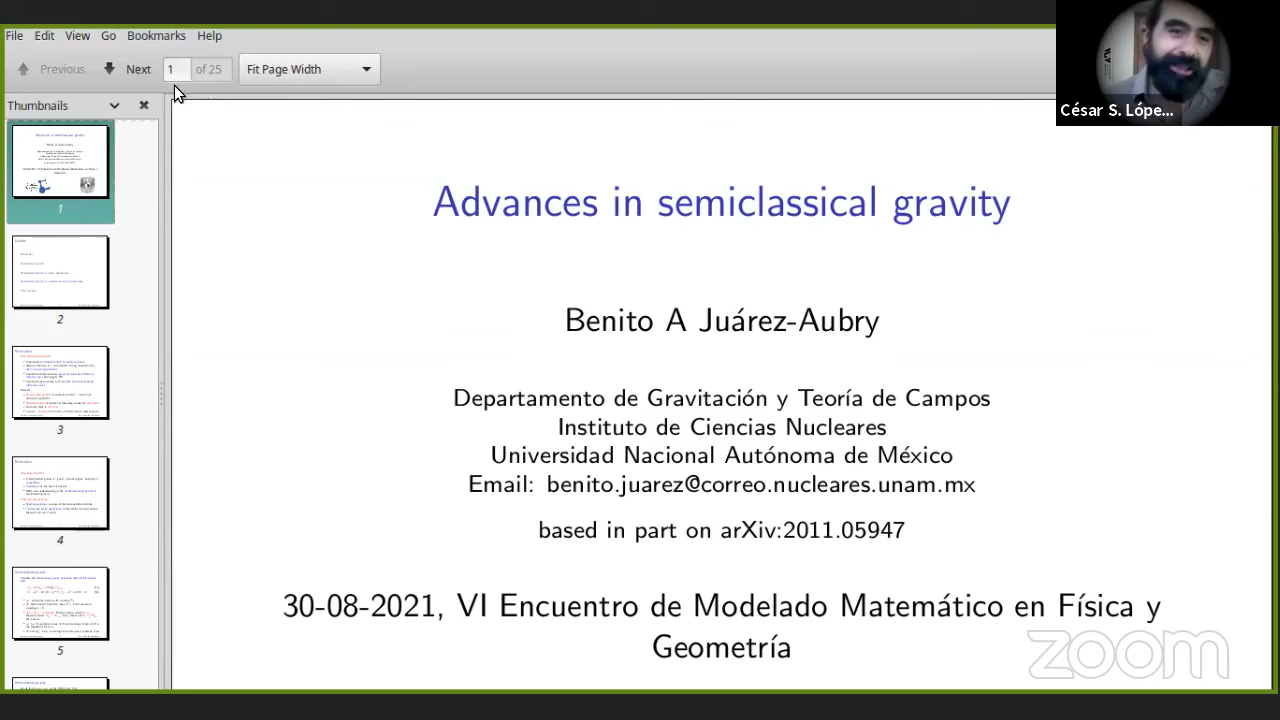 File Edit View Go Bookmarks Help
Previous Next 1 of 25 Fit Page Width
César S. Lópe...
Thumbnails
1
2
3
4
5
Advances in semiclassical gravity
Benito A Juárez-Aubry
Departamento de Gravitación y Teoría de Campos
Instituto de Ciencias Nucleares
Universidad Nacional Autónoma de México
Email: benito.juarez@correo.nucleares.unam.mx
based in part on arXiv:2011.05947
30-08-2021, VI Encuentro de Modelado Matemático en Física y
Geometría
zoom